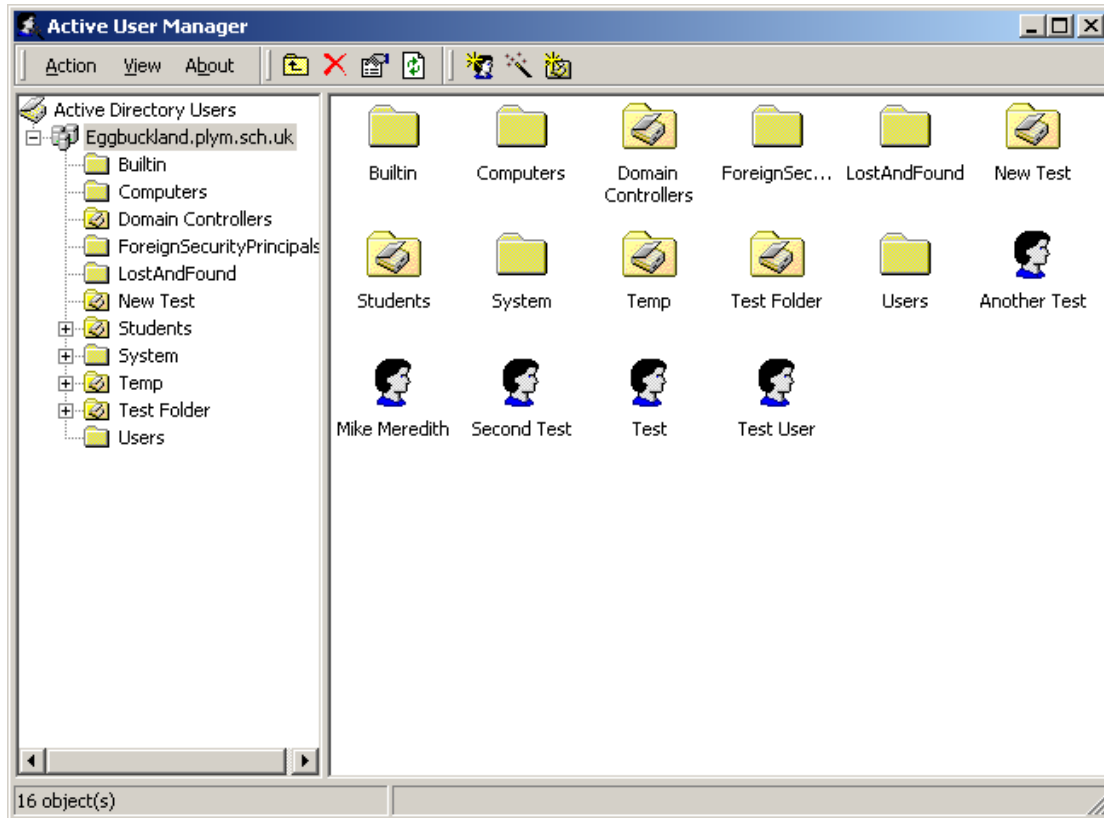 Active User Manager
Action View About
Active Directory Users
Eggbuckland.plym.sch.uk
Builtin
Computers
Domain Controllers
ForeignSecurityPrincipals
LostAndFound
New Test
Students
System
Temp
Test Folder
Users
Builtin Computers Domain Controllers ForeignSec... LostAndFound New Test
Students System Temp Test Folder Users Another Test
Mike Meredith Second Test Test Test User
16 object(s)